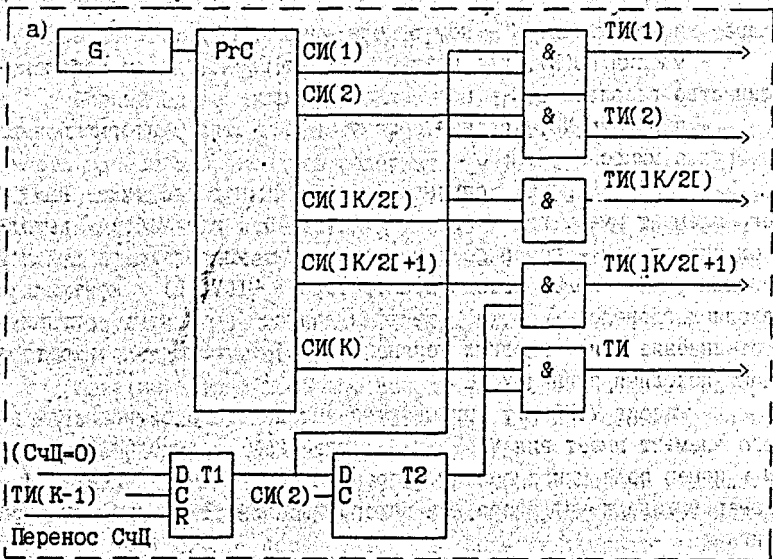 а)
G
PrC
СИ(1)
&
ТИ(1)
СИ(2)
&
ТИ(2)
СИ(]К/2[)
&
ТИ(]К/2[)
СИ(]К/2[+1)
&
ТИ(]К/2[+1)
СИ(К)
&
ТИ
(СчЦ=0)
D T1
D T2
ТИ(К-1)
C
СИ(2)
C
R
Перенос СчЦ